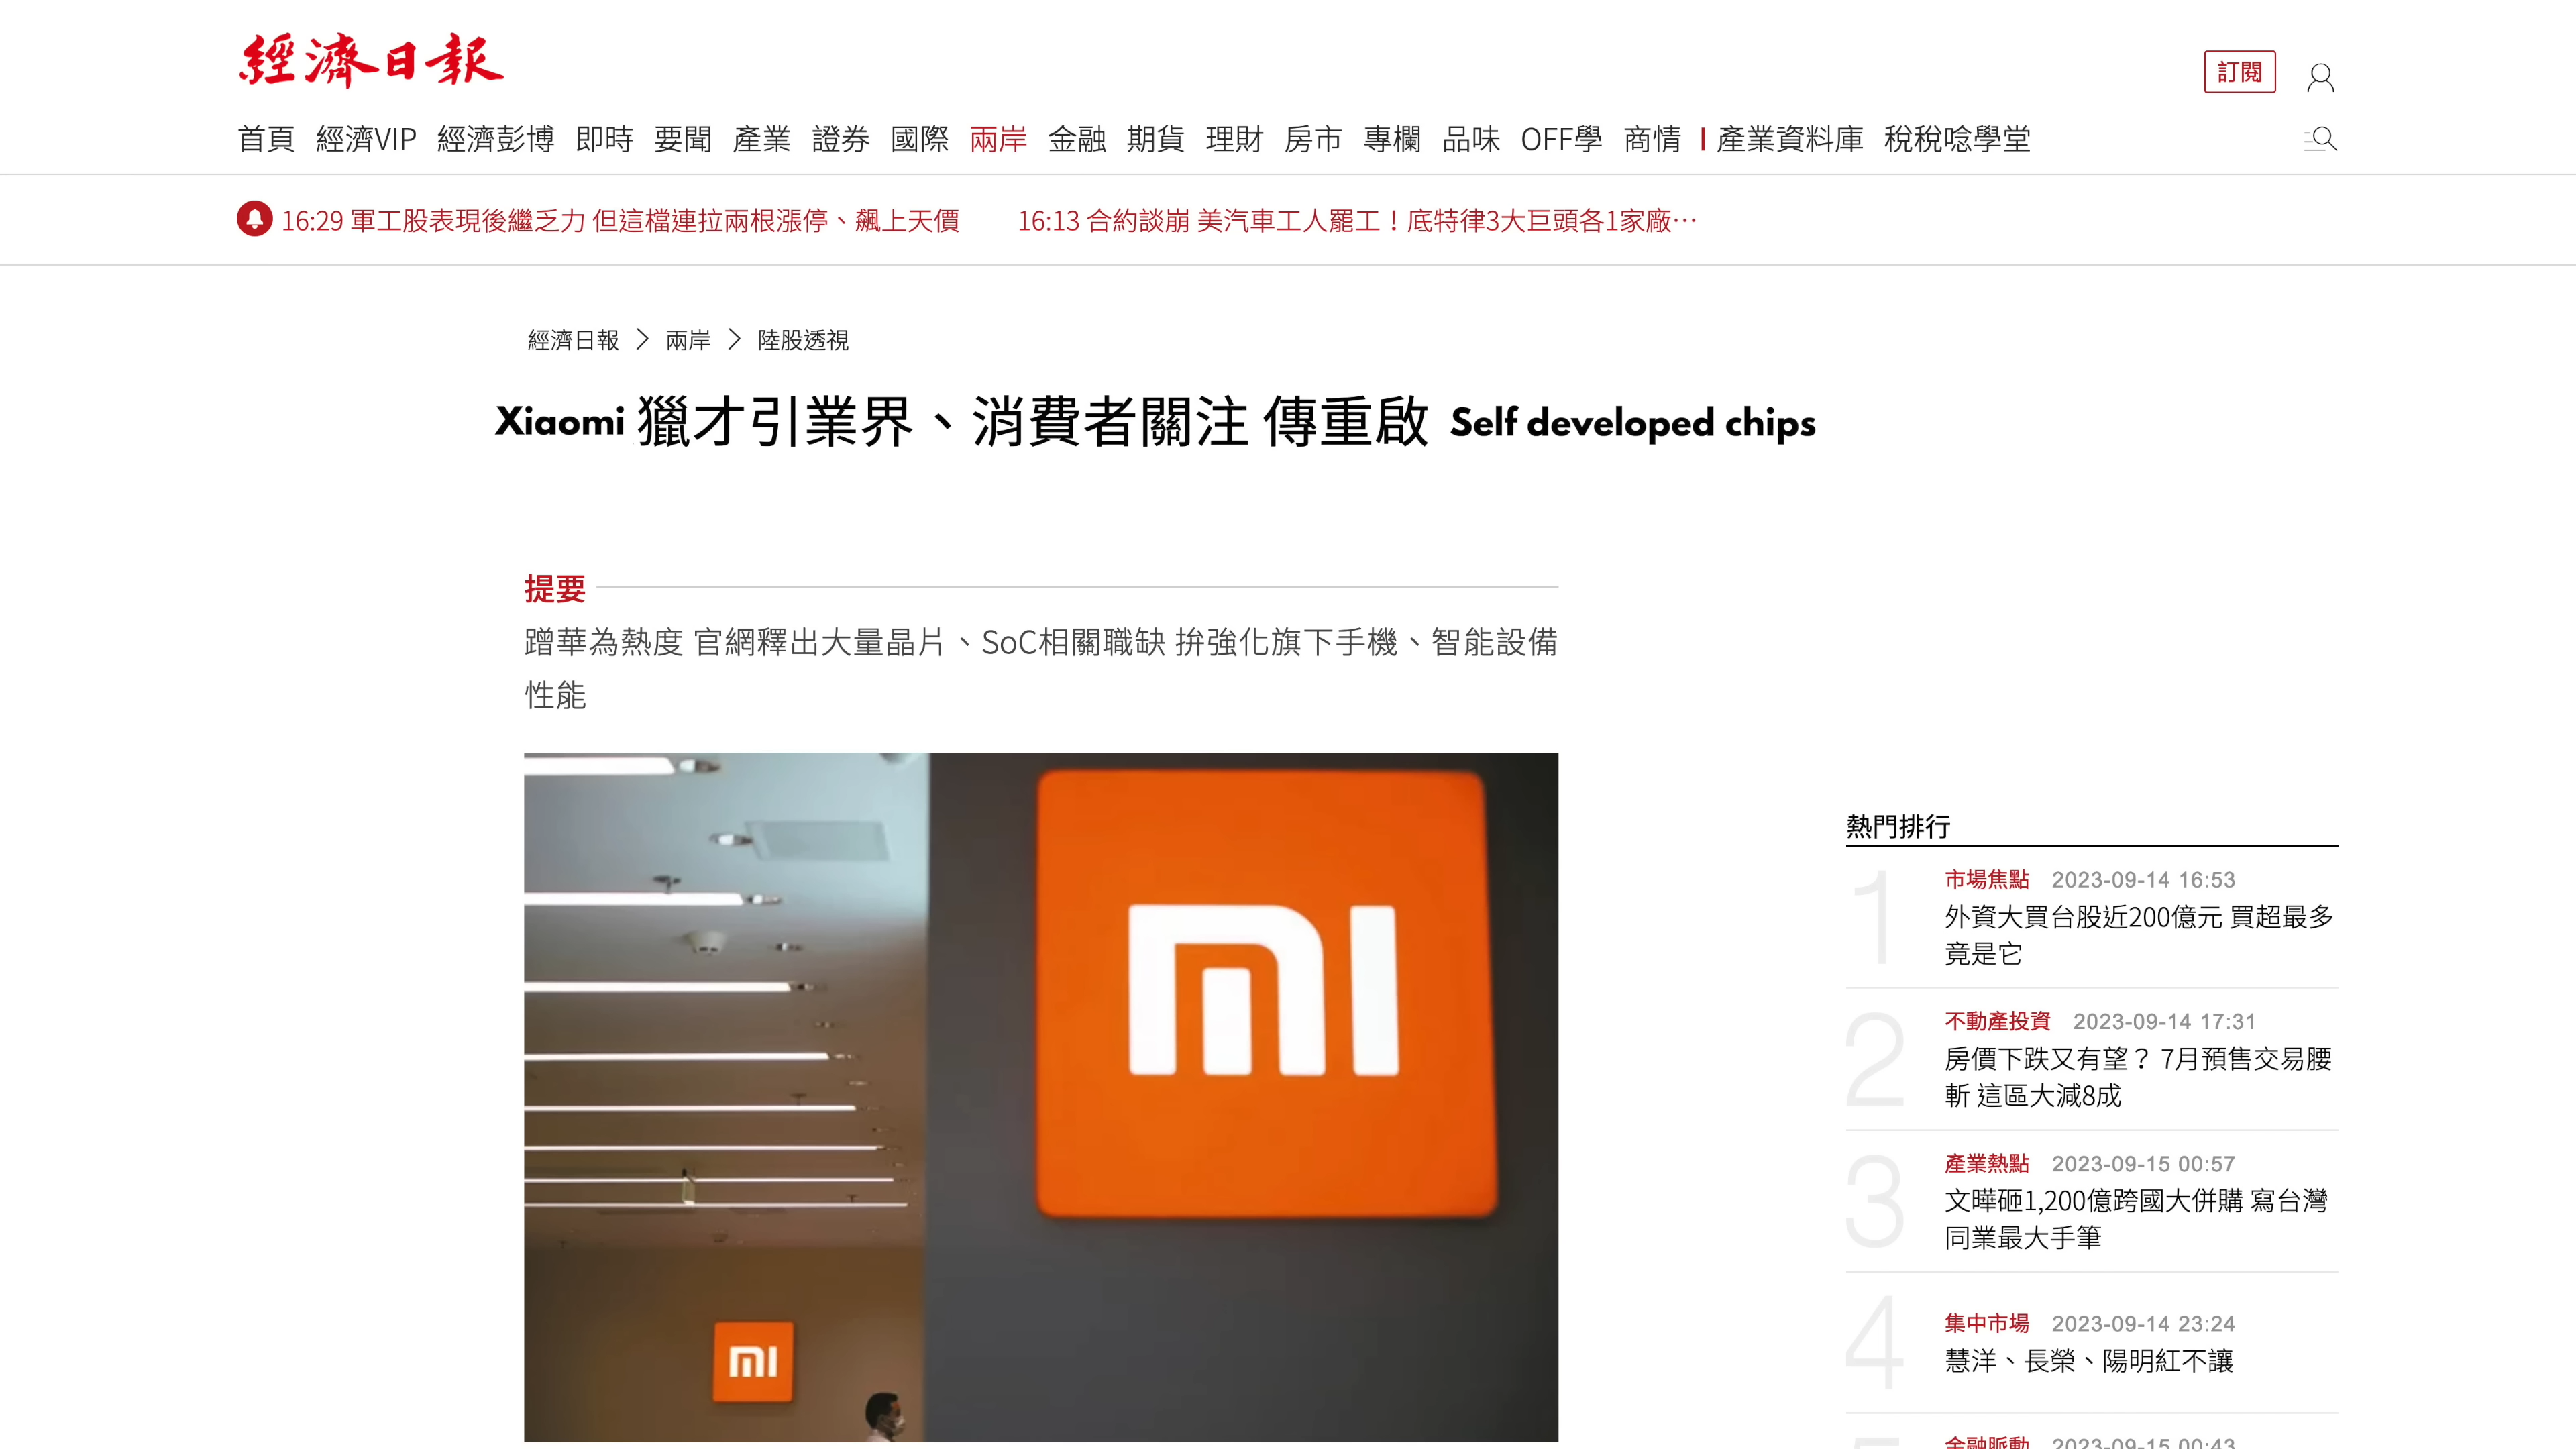 經濟日報
訂閱
首頁 經濟VIP 經濟彭博 即時 要聞 產業 證券 國際 兩岸 金融 期貨 理財 房市 專欄 品味 OFF學 商情 產業資料庫 稅稅唸學堂
16:29 軍工股表現後繼乏力 但這檔連拉兩根漲停、飆上天價 16:13 合約談崩 美汽車工人罷工！底特律3大巨頭各1家廠…
經濟日報 > 兩岸 > 陸股透視
Xiaomi 獵才引業界、消費者關注 傳重啟 Self developed chips
提要
蹭華為熱度 官網釋出大量晶片、SoC相關職缺 拚強化旗下手機、智能設備
性能
mi
mi
熱門排行
1
市場焦點 2023-09-14 16:53
外資大買台股近200億元 買超最多
竟是它
2
不動產投資 2023-09-14 17:31
房價下跌又有望？ 7月預售交易腰
斬 這區大減8成
3
產業熱點 2023-09-15 00:57
文曄砸1,200億跨國大併購 寫台灣
同業最大手筆
4
集中市場 2023-09-14 23:24
慧洋、長榮、陽明紅不讓
5
金融脈動 2023-09-15 00:43